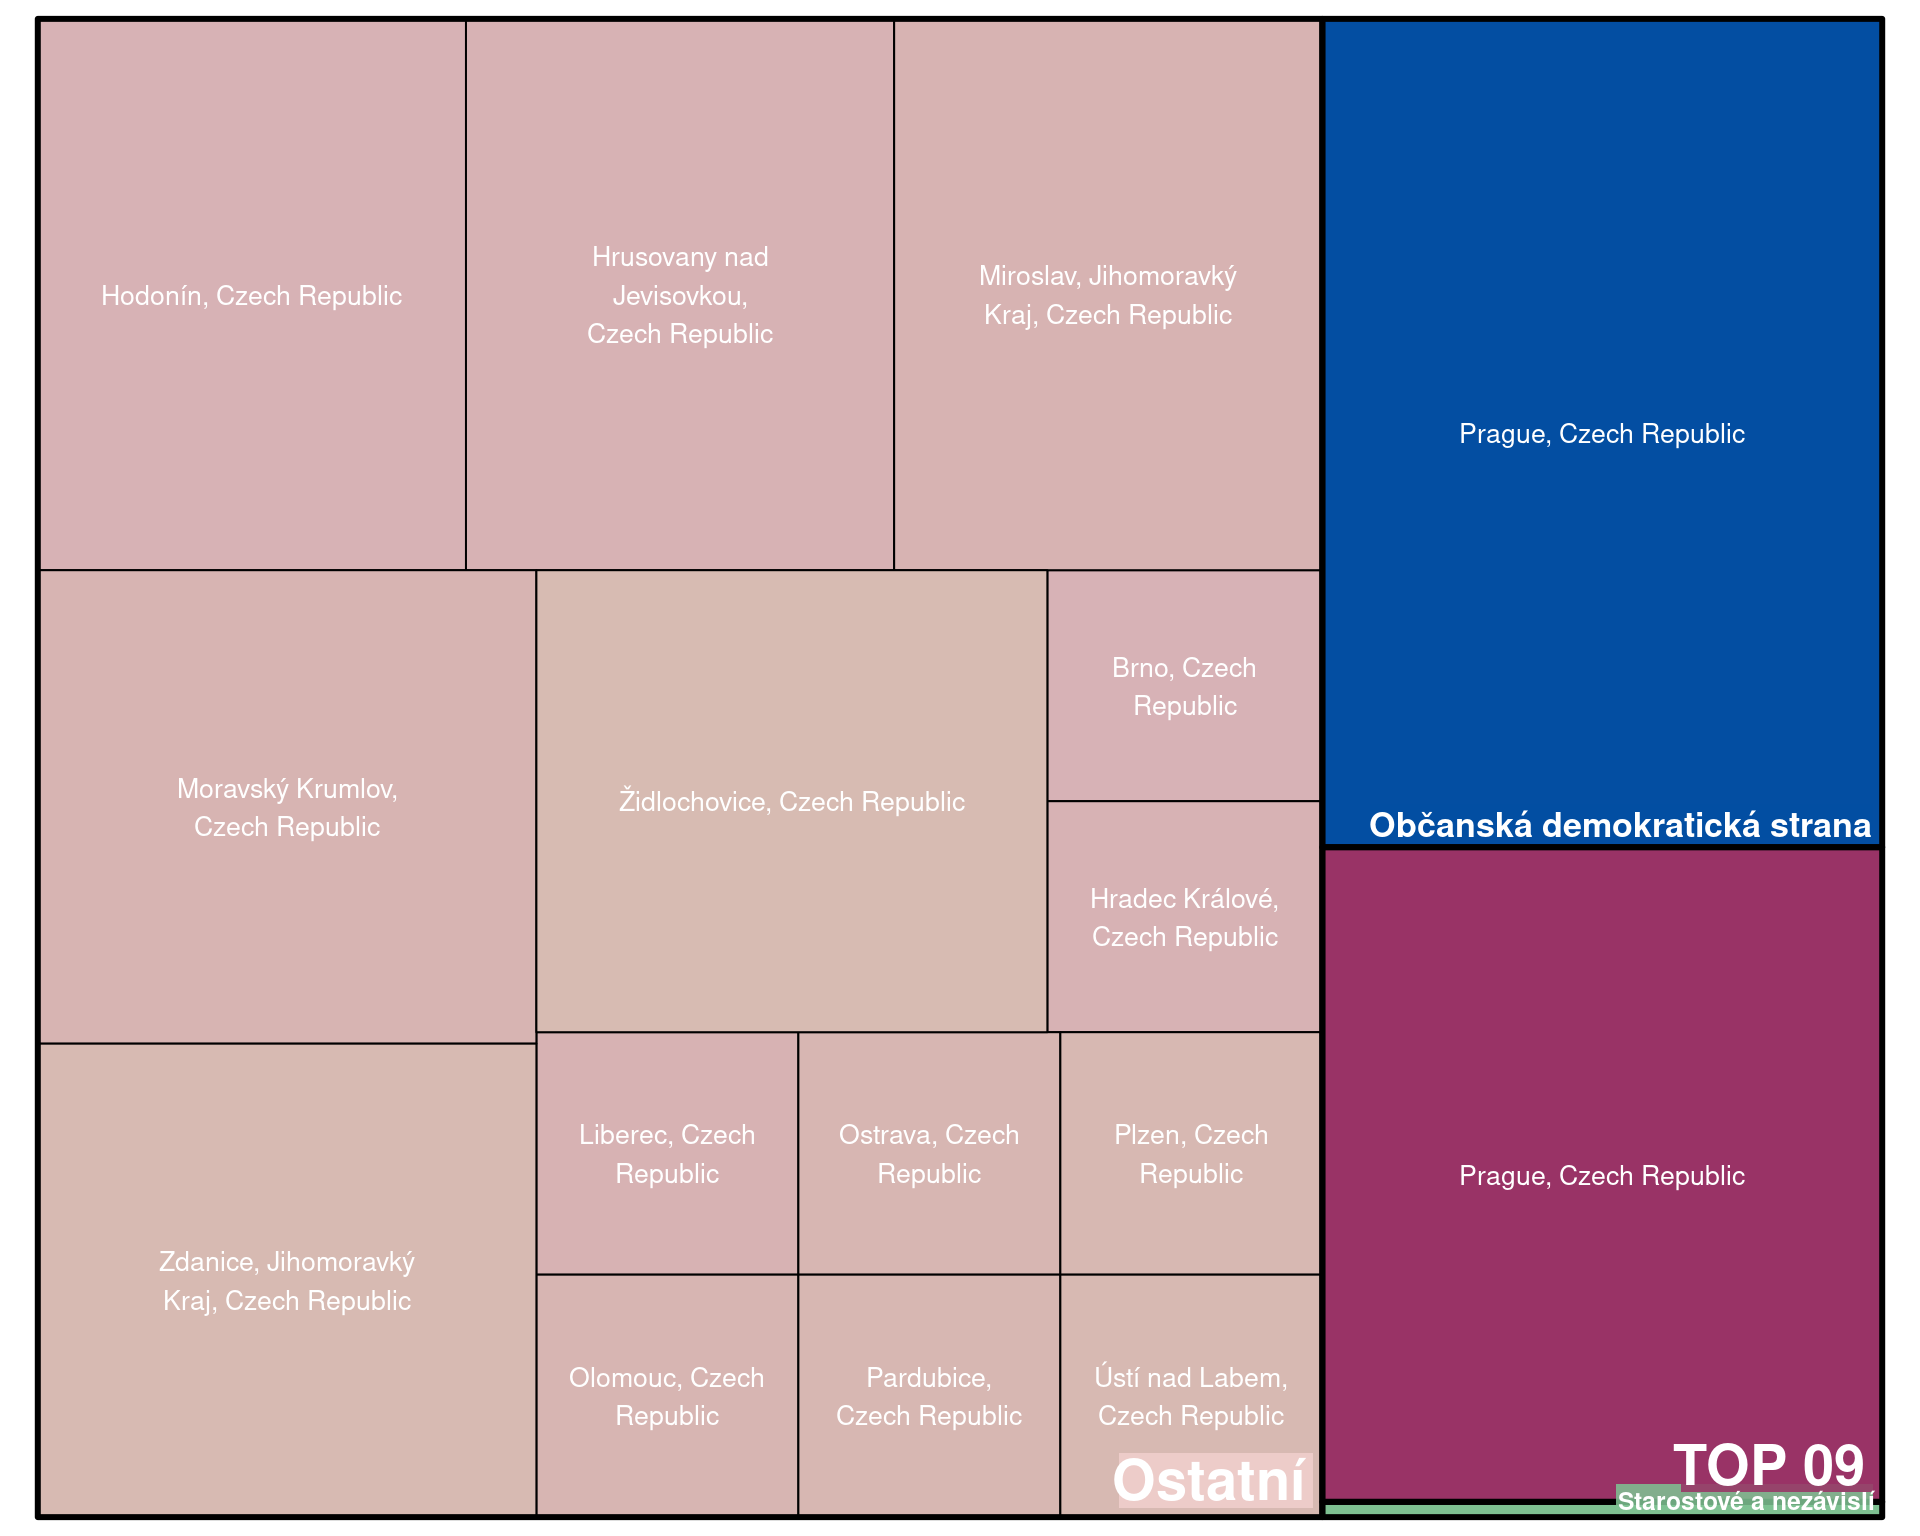 Hodonín, Czech Republic
Hrusovany nad
Jevisovkou,
Czech Republic
Miroslav, Jihomoravký
Kraj, Czech Republic
Prague, Czech Republic
Občanská demokratická strana
Moravský Krumlov,
Czech Republic
Židlochovice, Czech Republic
Brno, Czech
Republic
Hradec Králové,
Czech Republic
Zdanice, Jihomoravký
Kraj, Czech Republic
Liberec, Czech
Republic
Ostrava, Czech
Republic
Plzen, Czech
Republic
Olomouc, Czech
Republic
Pardubice,
Czech Republic
Ústí nad Labem,
Czech Republic
Ostatní
Prague, Czech Republic
TOP 09
Starostové a nezávislí